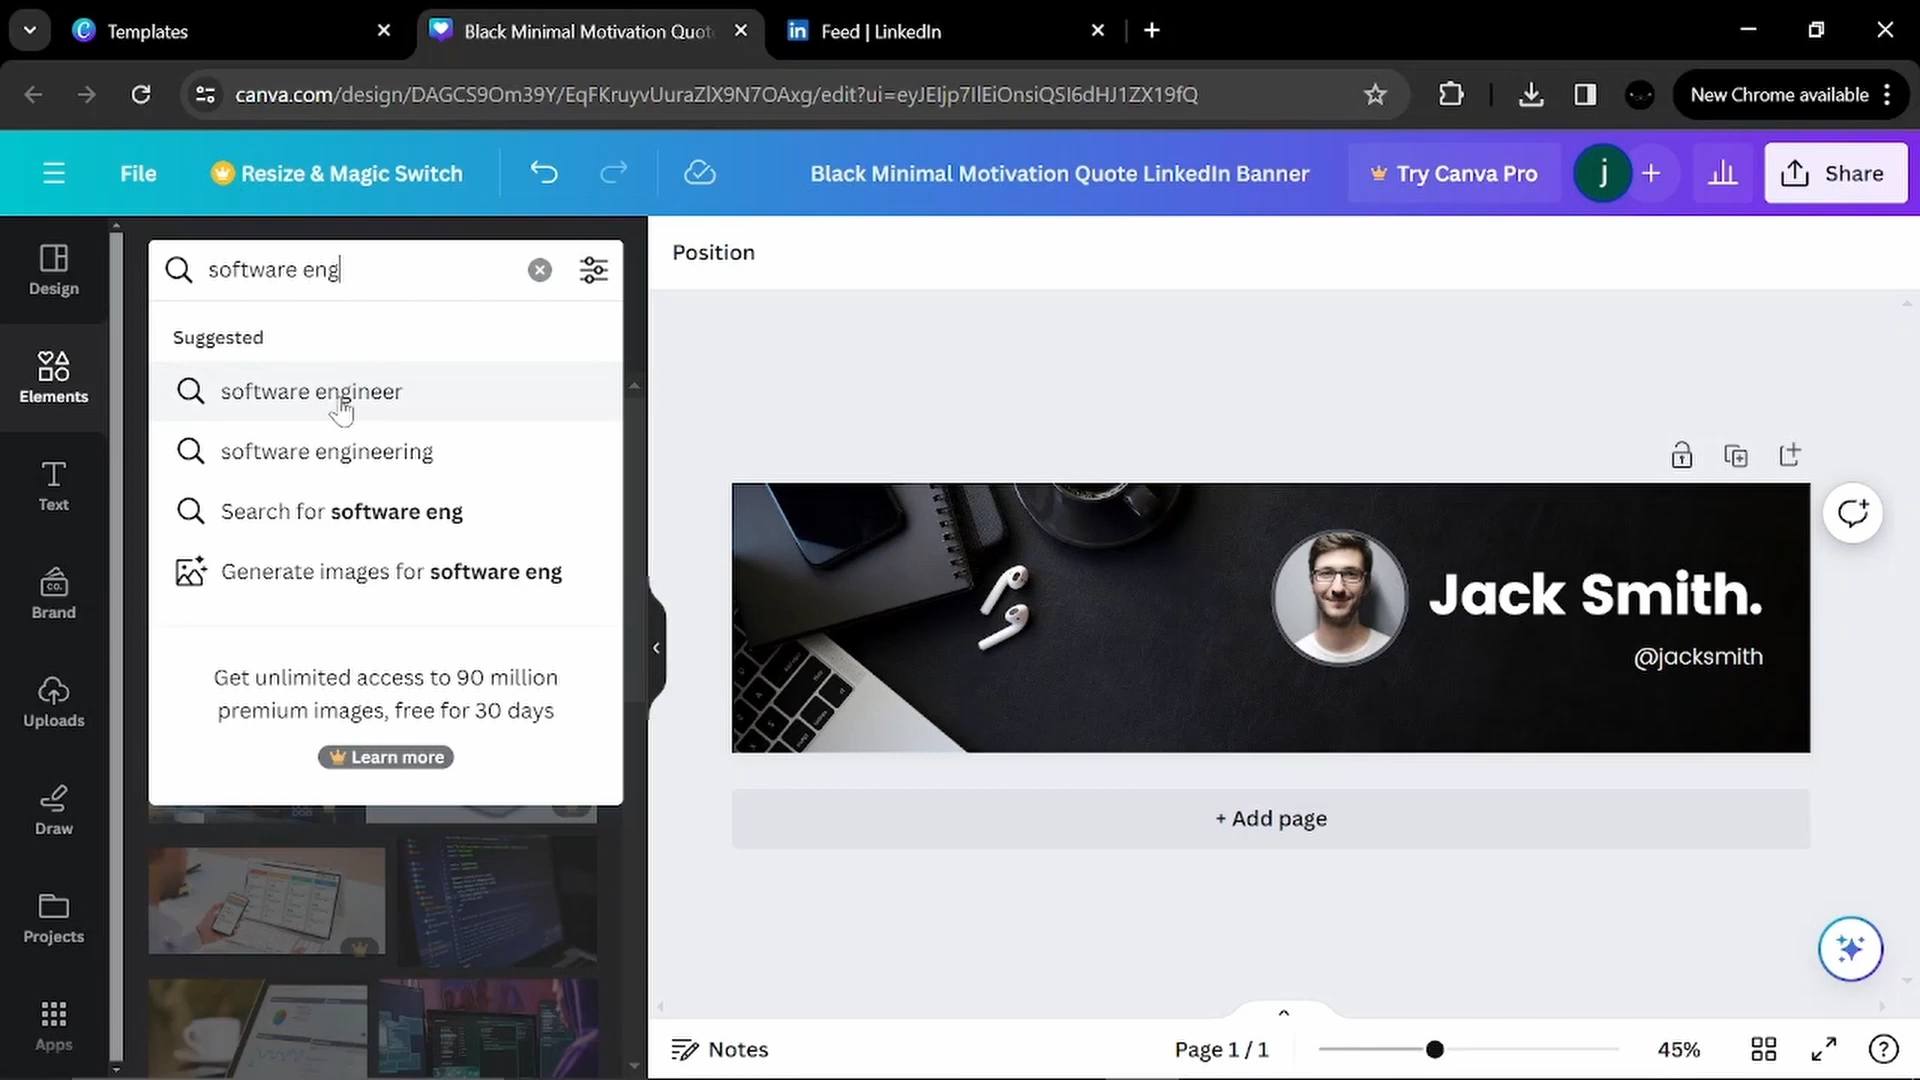 Templates
Black Minimal Motivation Quot
Feed | LinkedIn
canva.com/design/DAGCS9Om39Y/EqFKruyvUuraZlX9N7OAxg/edit?ui=eyJEIjp7IlEiOnsiQSI6dHJ1ZX19fQ
New Chrome available
File
Resize & Magic Switch
Black Minimal Motivation Quote LinkedIn Banner
Try Canva Pro
j
Share
Design
Elements
Text
CO.
Brand
Uploads
Draw
Projects
Apps
software eng
Suggested
software engineer
software engineering
Search for software eng
Generate images for software eng
Get unlimited access to 90 million
premium images, free for 30 days
Learn more
Position
Jack Smith.
@jacksmith
+ Add page
Notes
Page 1 / 1
45%